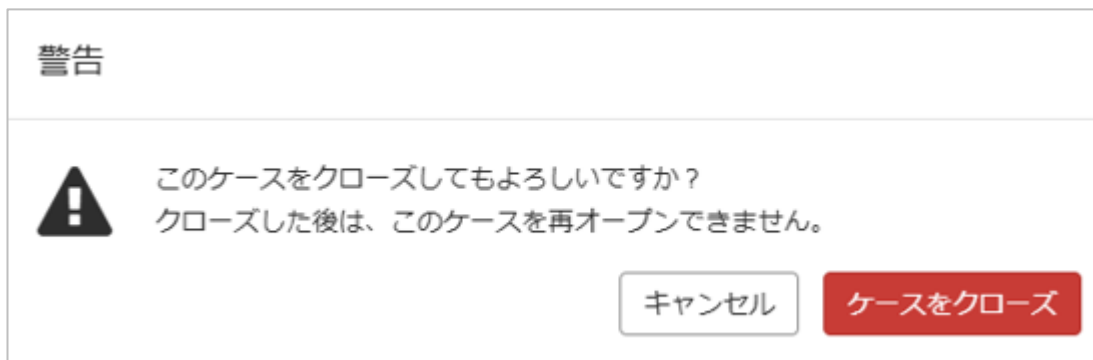 警告
このケースをクローズしてもよろしいですか？
クローズした後は、このケースを再オープンできません。
キャンセル
ケースをクローズ